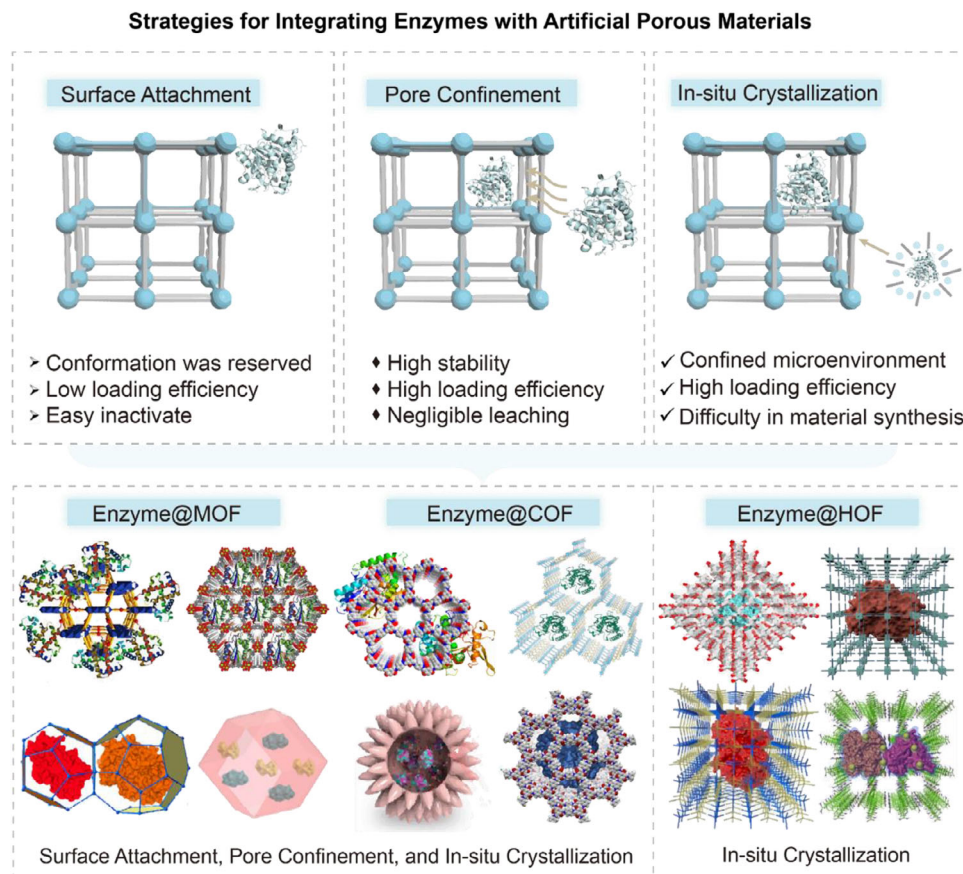 Strategies for Integrating Enzymes with Artificial Porous Materials
Surface Attachment
➢ Conformation was reserved
➢ Low loading efficiency
➢ Easy inactivate
Pore Confinement
♦ High stability
♦ High loading efficiency
♦ Negligible leaching
In-situ Crystallization
✓ Confined microenvironment
✓ High loading efficiency
✓ Difficulty in material synthesis
Enzyme@MOF
Enzyme@COF
Surface Attachment, Pore Confinement, and In-situ Crystallization
Enzyme@HOF
In-situ Crystallization